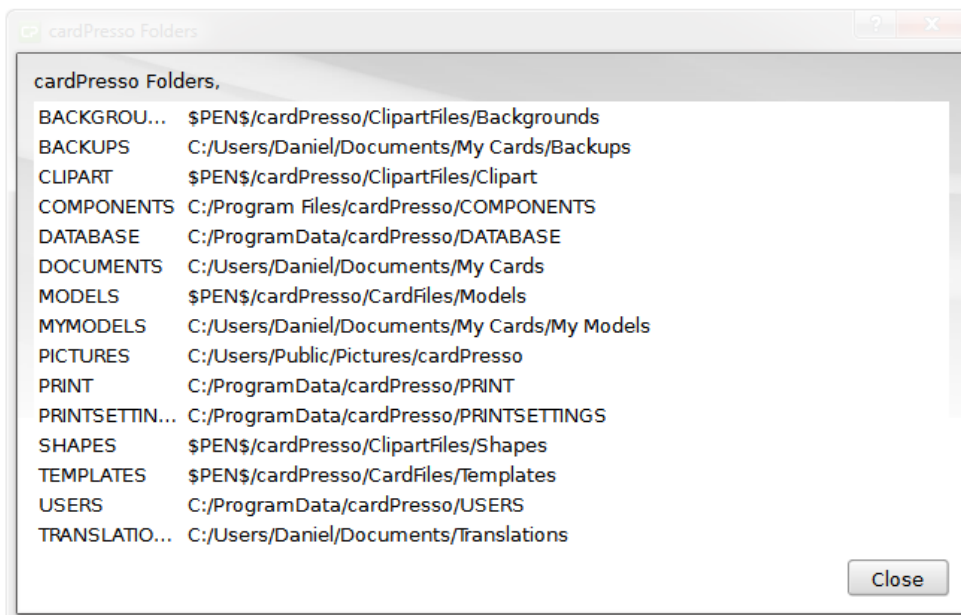 cardPresso Folders
cardPresso Folders,
BACKGROU... $PEN$/cardPresso/ClipartFiles/Backgrounds
BACKUPS C:/Users/Daniel/Documents/My Cards/Backups
CLIPART $PEN$/cardPresso/ClipartFiles/Clipart
COMPONENTS C:/Program Files/cardPresso/COMPONENTS
DATABASE C:/ProgramData/cardPresso/DATABASE
DOCUMENTS C:/Users/Daniel/Documents/My Cards
MODELS $PEN$/cardPresso/CardFiles/Models
MYMODELS C:/Users/Daniel/Documents/My Cards/My Models
PICTURES C:/Users/Public/Pictures/cardPresso
PRINT C:/ProgramData/cardPresso/PRINT
PRINTSETTIN... C:/ProgramData/cardPresso/PRINTSETTINGS
SHAPES $PEN$/cardPresso/ClipartFiles/Shapes
TEMPLATES $PEN$/cardPresso/CardFiles/Templates
USERS C:/ProgramData/cardPresso/USERS
TRANSLATIO... C:/Users/Daniel/Documents/Translations
Close